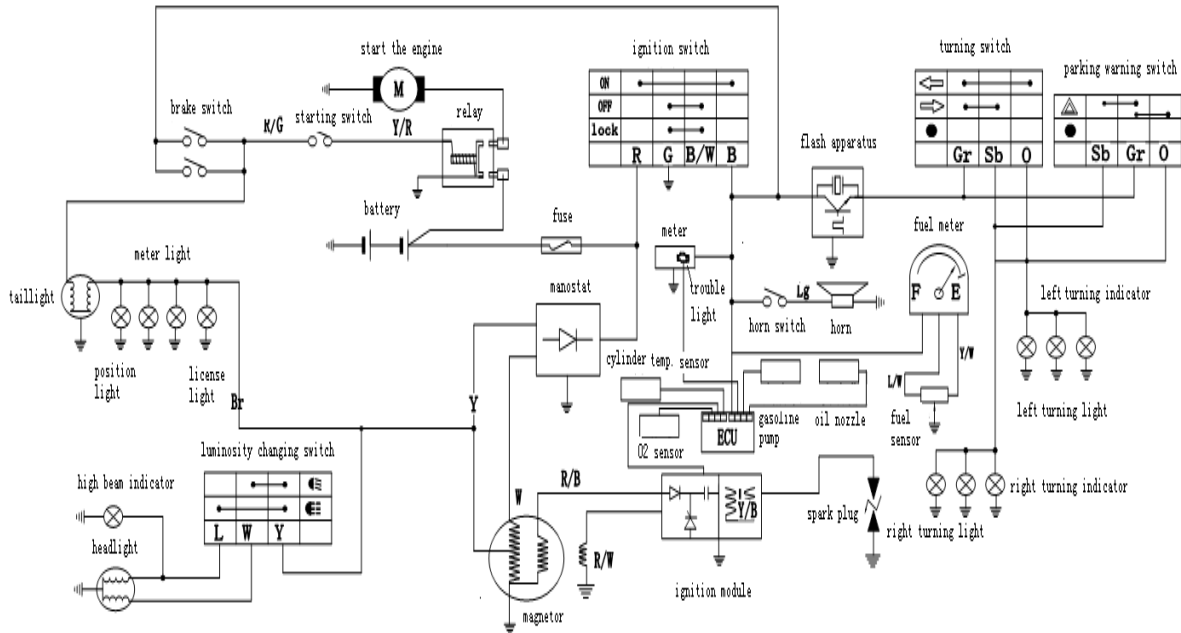 start the engine
ignition switch
turning switch
parking warning switch
brake switch
K/G
starting switch
Y/R
relay
M
ON
OFF
lock
R G B/W B
flash apparatus
Gr Sb O
Sb Gr O
battery
fuse
meter
trouble
light
fuel meter
F E
meter light
taillight
manostat
Lg
horn switch
horn
left turning indicator
position
light
license
light
cylinder temp. sensor
L/W
Y/W
Br
Y
ECU
gasoline
pump
oil nozzle
fuel
sensor
left turning light
O2 sensor
luminosity changing switch
high beam indicator
L W Y
headlight
W
R/B
R/W
Y/B
spark plug
right turning indicator
right turning light
magnetor
ignition module